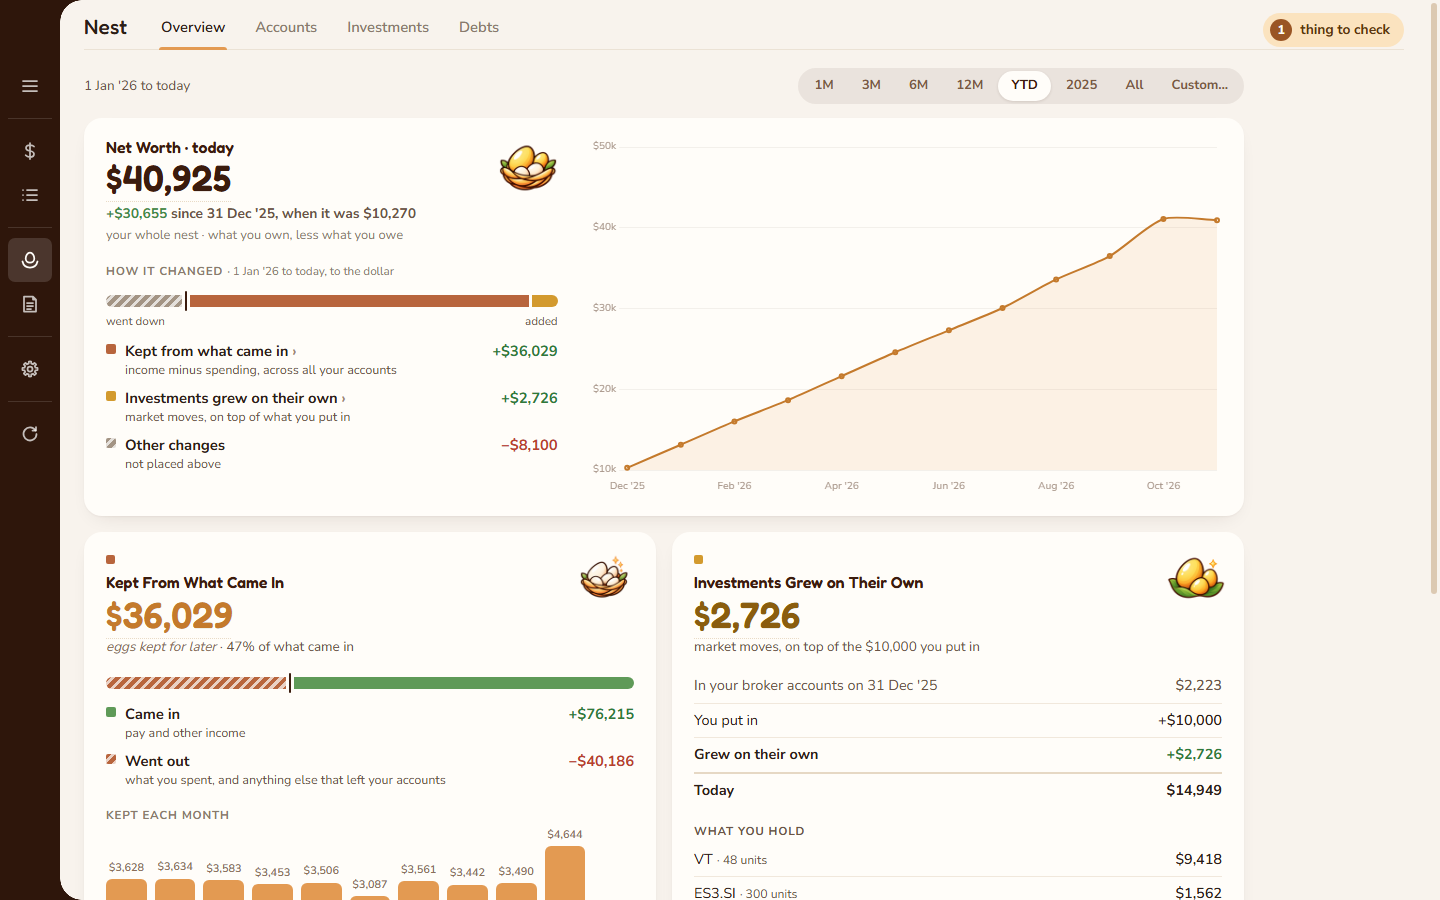 Nest
Overview
Accounts
Investments
Debts
1 thing to check
1 Jan '26 to today
1M
3M
6M
12M
YTD
2025
All
Custom...
Net Worth · today
$40,925
+$30,655 since 31 Dec '25, when it was $10,270
your whole nest · what you own, less what you owe
HOW IT CHANGED · 1 Jan '26 to today, to the dollar
went down
added
Kept from what came in ›
+$36,029
income minus spending, across all your accounts
Investments grew on their own ›
+$2,726
market moves, on top of what you put in
Other changes
−$8,100
not placed above
$50k
$40k
$30k
$20k
$10k
Dec '25
Feb '26
Apr '26
Jun '26
Aug '26
Oct '26
Kept From What Came In
$36,029
eggs kept for later · 47% of what came in
Came in
+$76,215
pay and other income
Went out
−$40,186
what you spent, and anything else that left your accounts
KEPT EACH MONTH
$3,628
$3,634
$3,583
$3,453
$3,506
$3,087
$3,561
$3,442
$3,490
$4,644
Investments Grew on Their Own
$2,726
market moves, on top of the $10,000 you put in
In your broker accounts on 31 Dec '25
$2,223
You put in
+$10,000
Grew on their own
+$2,726
Today
$14,949
WHAT YOU HOLD
VT · 48 units
$9,418
ES3.SI · 300 units
$1,562